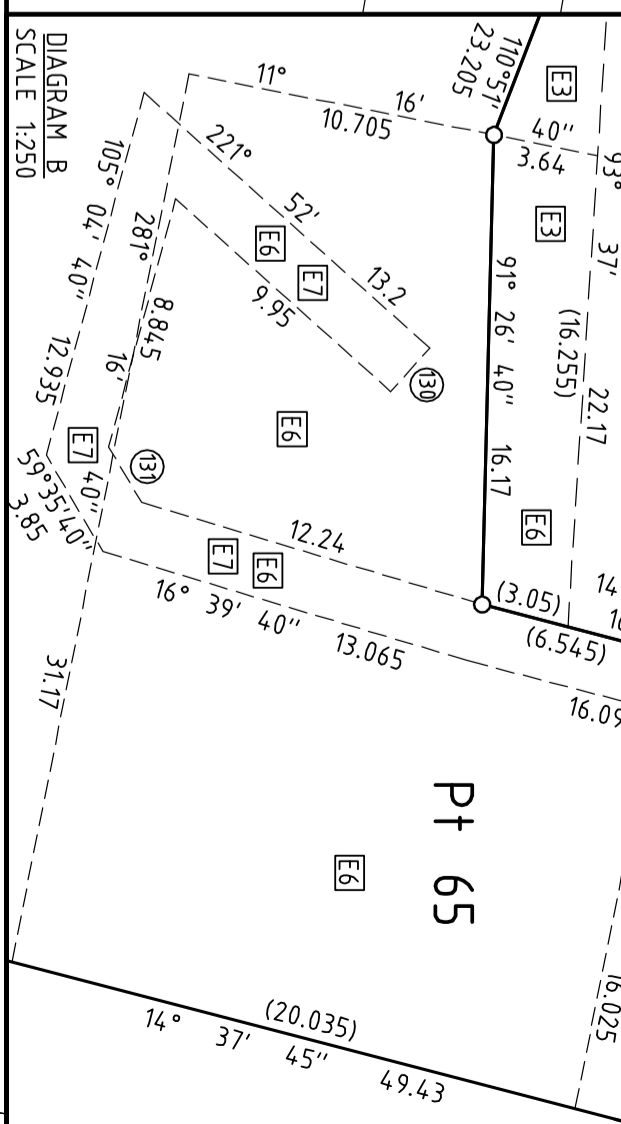 110°51'
23.205
E3
40"
3.64
93°
37'
22.17
(16.255)
E3
11°
16'
10.705
91° 26' 40" 16.17
E6
14
(3.05)
(6.545)
16.09
221°
52'
13.2
E6
E7
9.95
130
E6
105° 04' 40" 12.935
281°
16'
40"
8.845
E7
131
59°35'40"
3.85
12.24
E7
E6
16° 39' 40" 13.065
31.17
Pt 65
E6
16.025
(20.035)
14° 37' 45" 49.43
DIAGRAM B
SCALE 1:250